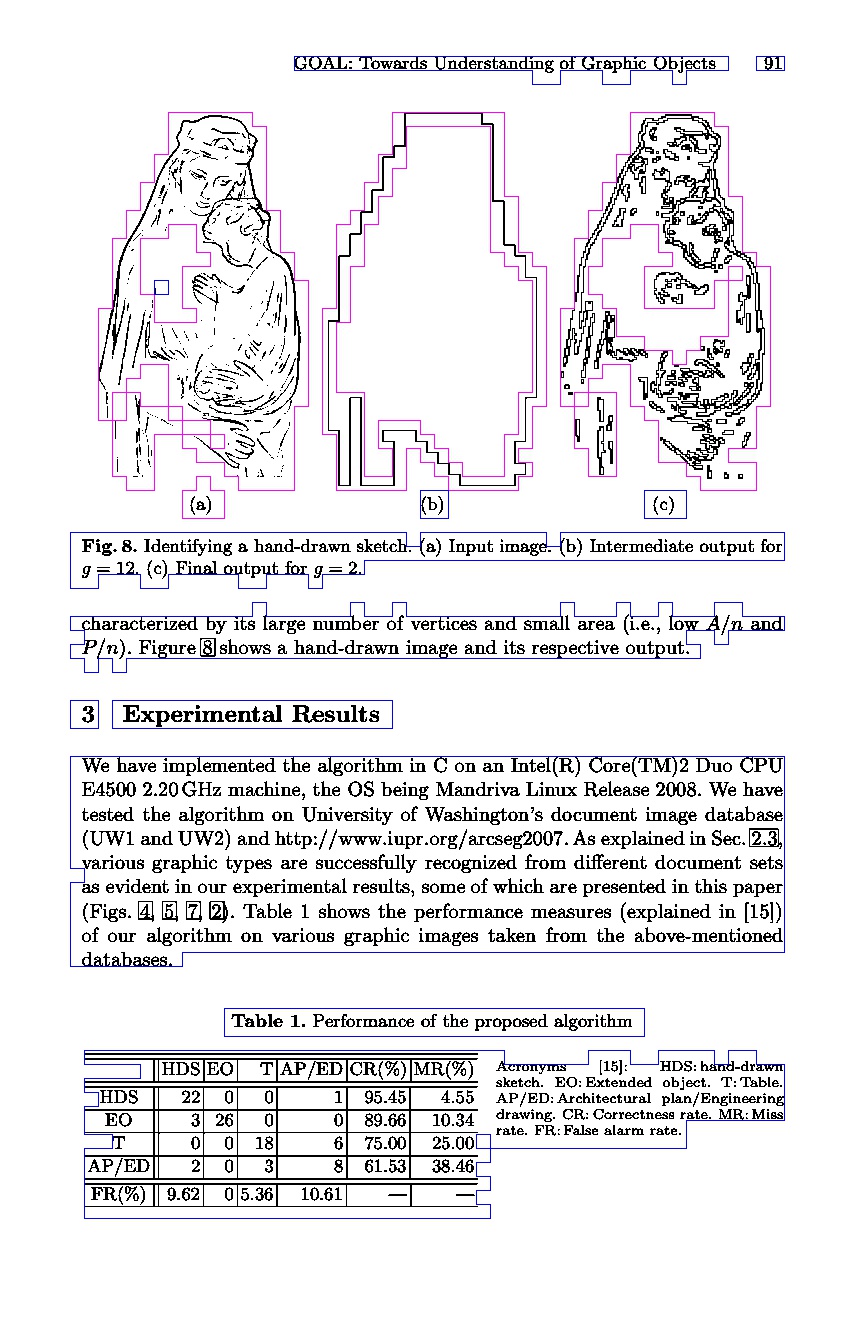 GOAL: Towards Understanding of Graphic Objects 91
(a) (b) (c)
Fig. 8. Identifying a hand-drawn sketch. (a) Input image. (b) Intermediate output for
g = 12. (c) Final output for g = 2.
characterized by its large number of vertices and small area (i.e., low A/n and
P/n). Figure 8 shows a hand-drawn image and its respective output.
3 Experimental Results
We have implemented the algorithm in C on an Intel(R) Core(TM)2 Duo CPU
E4500 2.20 GHz machine, the OS being Mandriva Linux Release 2008. We have
tested the algorithm on University of Washington's document image database
(UW1 and UW2) and http://www.iupr.org/arcseg2007. As explained in Sec. 2.3,
various graphic types are successfully recognized from different document sets
as evident in our experimental results, some of which are presented in this paper
(Figs. 4, 5, 7, 2). Table 1 shows the performance measures (explained in [15])
of our algorithm on various graphic images taken from the above-mentioned
databases.
Table 1. Performance of the proposed algorithm
HDS EO T AP/ED CR(%) MR(%)
HDS 22 0 0 1 95.45 4.55
EO 3 26 0 0 89.66 10.34
T 0 0 18 6 75.00 25.00
AP/ED 2 0 3 8 61.53 38.46
FR(%) 9.62 0 5.36 10.61 — —
Acronyms [15]: HDS: hand-drawn
sketch. EO: Extended object. T: Table.
AP/ED: Architectural plan/Engineering
drawing. CR: Correctness rate. MR: Miss
rate. FR: False alarm rate.